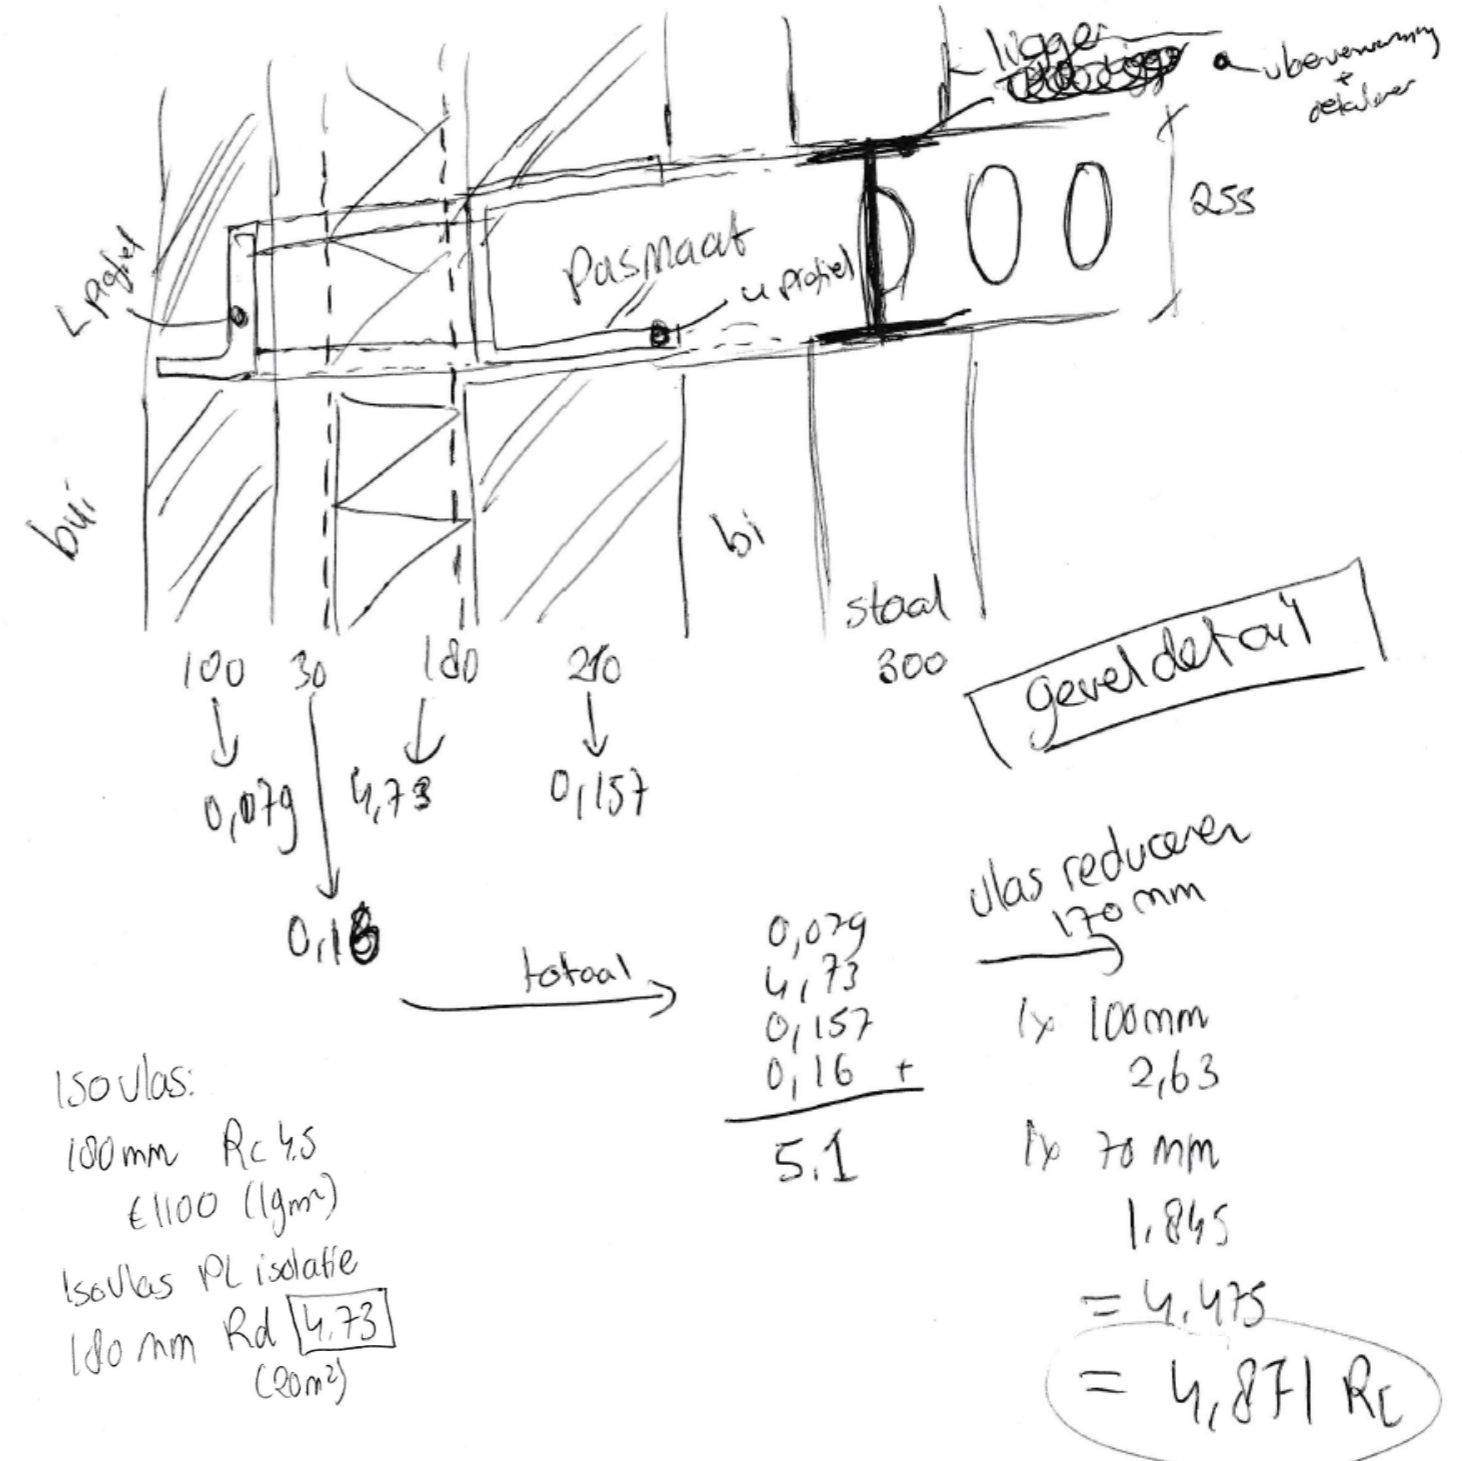 ligger
vloerverwarming
+
dekvloer
255
L profiel
pasmaat
u profiel
bui
bi
staal
300
100 30 180 210
geveldetail
0,079 4,73 0,157
0,16
totaal
0,079
4,73
0,157
0,16 +
5.1
vlas reduceren
170 mm
1x 100mm
2,63
1x 70 mm
1,845
= 4,475
= 4,871 Rc
Isovlas:
180mm Rc 4,5
€1100 (19m²)
Isovlas PL isolatie
180 mm Rd 4,73
(20m²)